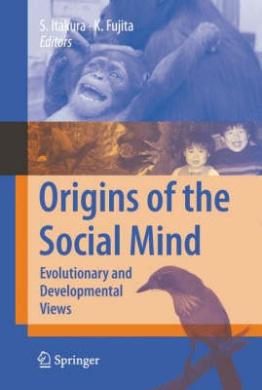 S. Itakura · K. Fujita
Editors
Origins of the
Social Mind
Evolutionary and
Developmental
Views
Springer